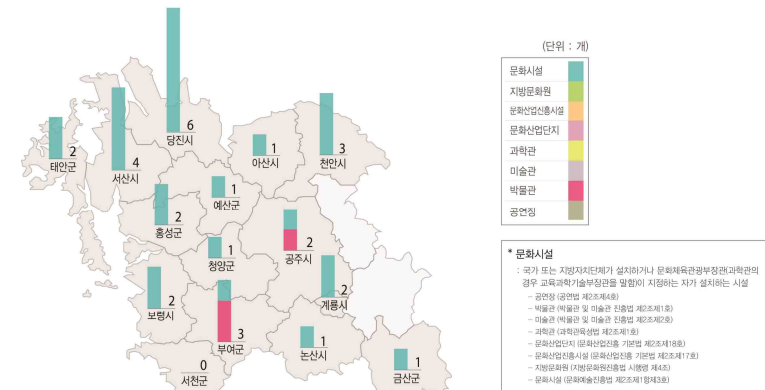 (단위 : 개)
문화시설
지방문화원
문화산업진흥시설
문화산업단지
과학관
미술관
박물관
공연장
6
당진시
2
태안군
4
서산시
1
아산시
3
천안시
1
예산군
2
홍성군
2
공주시
1
청양군
2
계룡시
2
보령시
3
부여군
1
논산시
0
서천군
1
금산군
* 문화시설
: 국가 또는 지방자치단체가 설치하거나 문화체육관광부장관(과학관의
경우 교육과학기술부장관을 말함)이 지정하는 자가 설치하는 시설
- 공연장 (공연법 제2조제4호)
- 박물관 (박물관 및 미술관 진흥법 제2조제1호)
- 미술관 (박물관 및 미술관 진흥법 제2조제2호)
- 과학관 (과학관육성법 제2조제1호)
- 문화산업단지 (문화산업진흥 기본법 제2조제18호)
- 문화산업진흥시설 (문화산업진흥 기본법 제2조제17호)
- 지방문화원 (지방문화원진흥법 시행령 제4조)
- 문화시설 (문화예술진흥법 제2조제1항제3호)